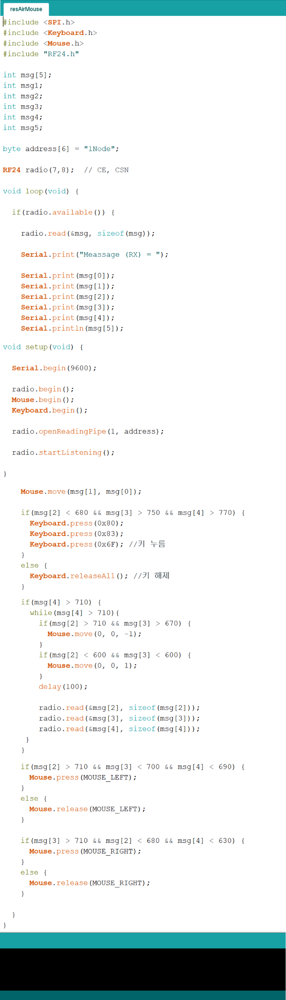 resAirMouse
#include <SPI.h>
#include <Keyboard.h>
#include <Mouse.h>
#include "RF24.h"
int msg[5];
int msg1;
int msg2;
int msg3;
int msg4;
int msg5;
byte address[6] = "1Node";
RF24 radio(7,8);  // CE, CSN
void loop(void) {
if(radio.available()) {
radio.read(&msg, sizeof(msg));
Serial.print("Meassage (RX) = ");
Serial.print(msg[0]);
Serial.print(msg[1]);
Serial.print(msg[2]);
Serial.print(msg[3]);
Serial.print(msg[4]);
Serial.println(msg[5]);
void setup(void) {
Serial.begin(9600);
radio.begin();
Mouse.begin();
Keyboard.begin();
radio.openReadingPipe(1, address);
radio.startListening();
}
Mouse.move(msg[1], msg[0]);
if(msg[2] < 680 && msg[3] > 750 && msg[4] > 770) {
Keyboard.press(0x80);
Keyboard.press(0x83);
Keyboard.press(0x6F); //키 누름
}
else {
Keyboard.releaseAll(); //키 해제
}
if(msg[4] > 710) {
while(msg[4] > 710){
if(msg[2] > 710 && msg[3] > 670) {
Mouse.move(0, 0, -1);
}
if(msg[2] < 600 && msg[3] < 600) {
Mouse.move(0, 0, 1);
}
delay(100);
radio.read(&msg[2], sizeof(msg[2]));
radio.read(&msg[3], sizeof(msg[3]));
radio.read(&msg[4], sizeof(msg[4]));
}
}
if(msg[2] > 710 && msg[3] < 700 && msg[4] < 690) {
Mouse.press(MOUSE_LEFT);
}
else {
Mouse.release(MOUSE_LEFT);
}
if(msg[3] > 710 && msg[2] < 680 && msg[4] < 630) {
Mouse.press(MOUSE_RIGHT);
}
else {
Mouse.release(MOUSE_RIGHT);
}
}
}